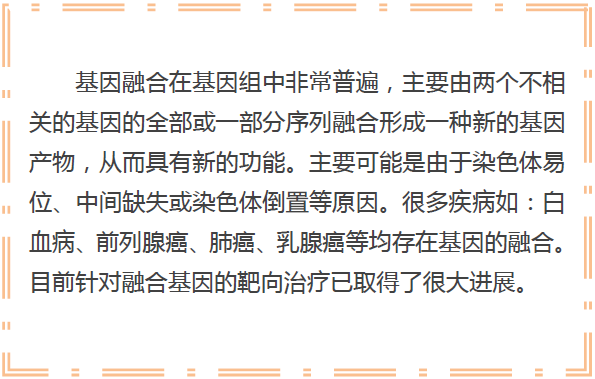 基因融合在基因组中非常普遍，主要由两个不相
关的基因的全部或一部分序列融合形成一种新的基因
产物，从而具有新的功能。主要可能是由于染色体易
位、中间缺失或染色体倒置等原因。很多疾病如：白
血病、前列腺癌、肺癌、乳腺癌等均存在基因的融合。
目前针对融合基因的靶向治疗已取得了很大进展。